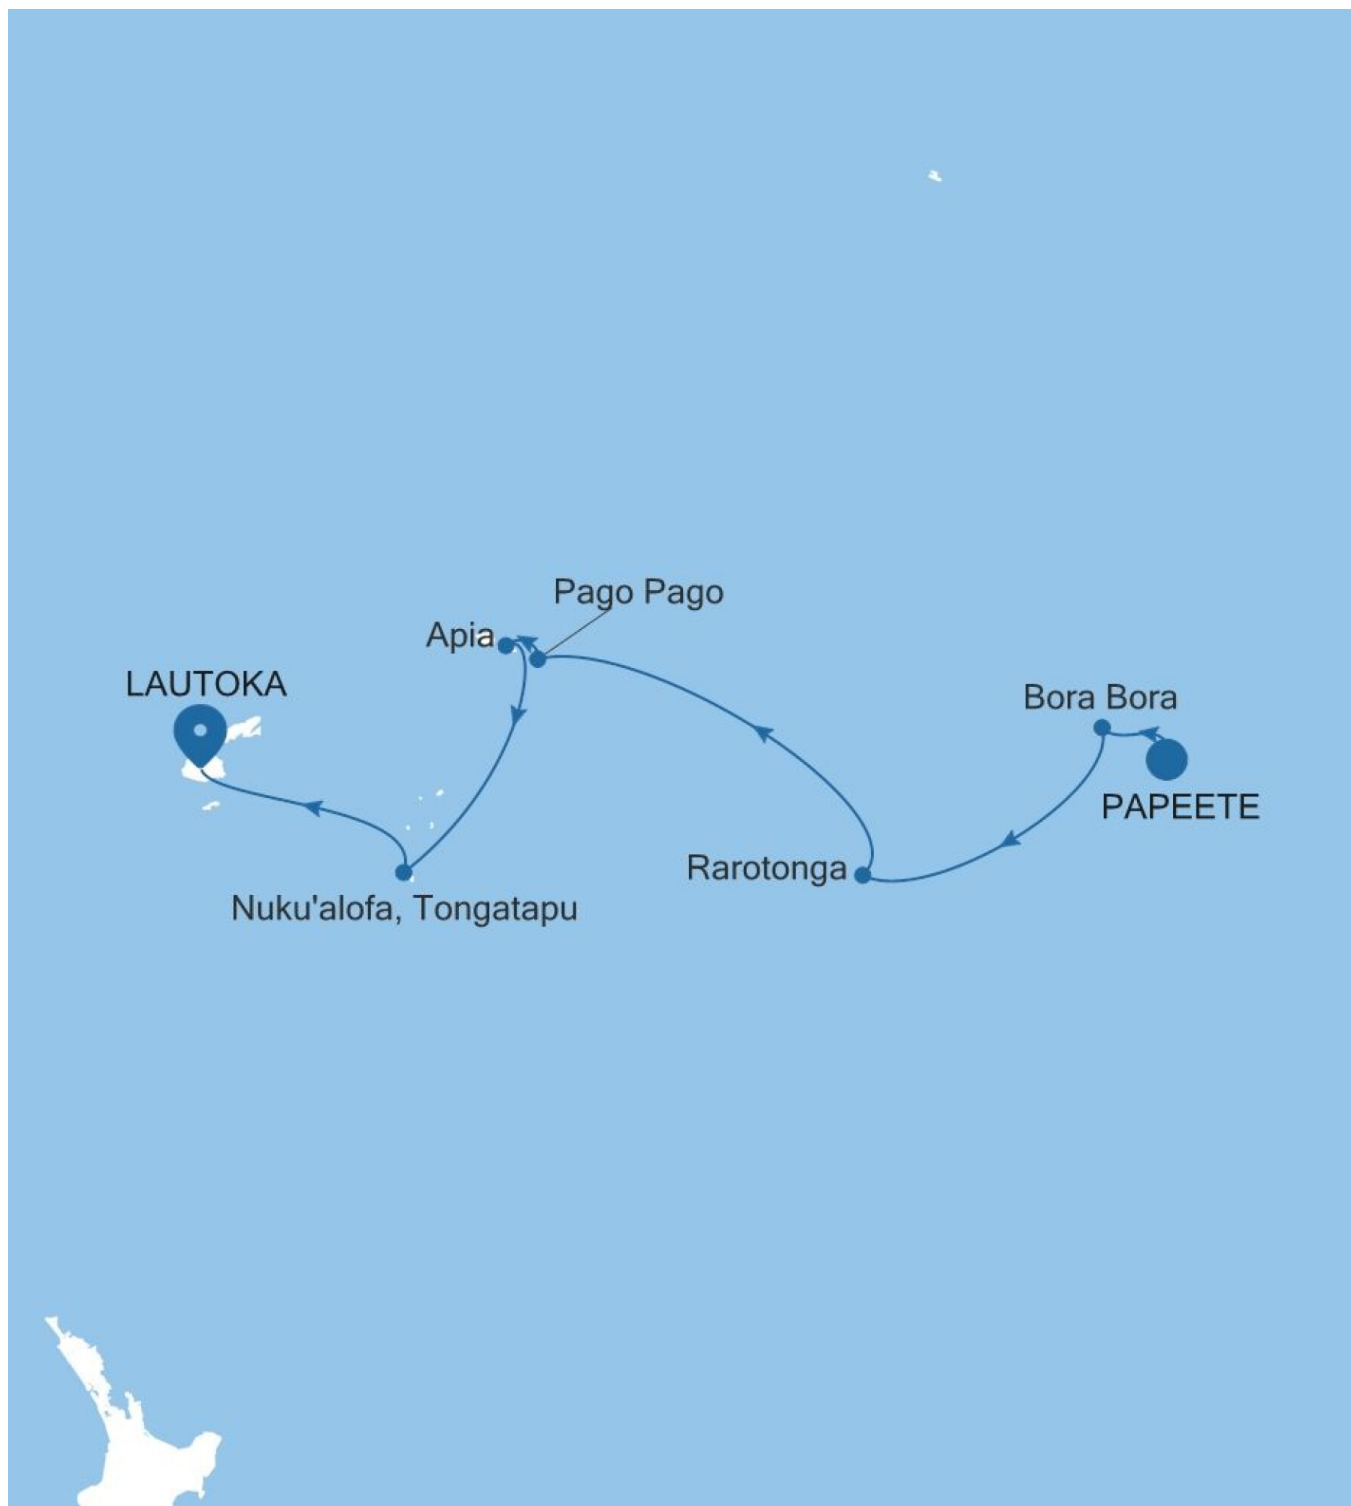 Pago Pago
Apia
LAUTOKA
Bora Bora
PAPEETE
Rarotonga
Nuku'alofa, Tongatapu